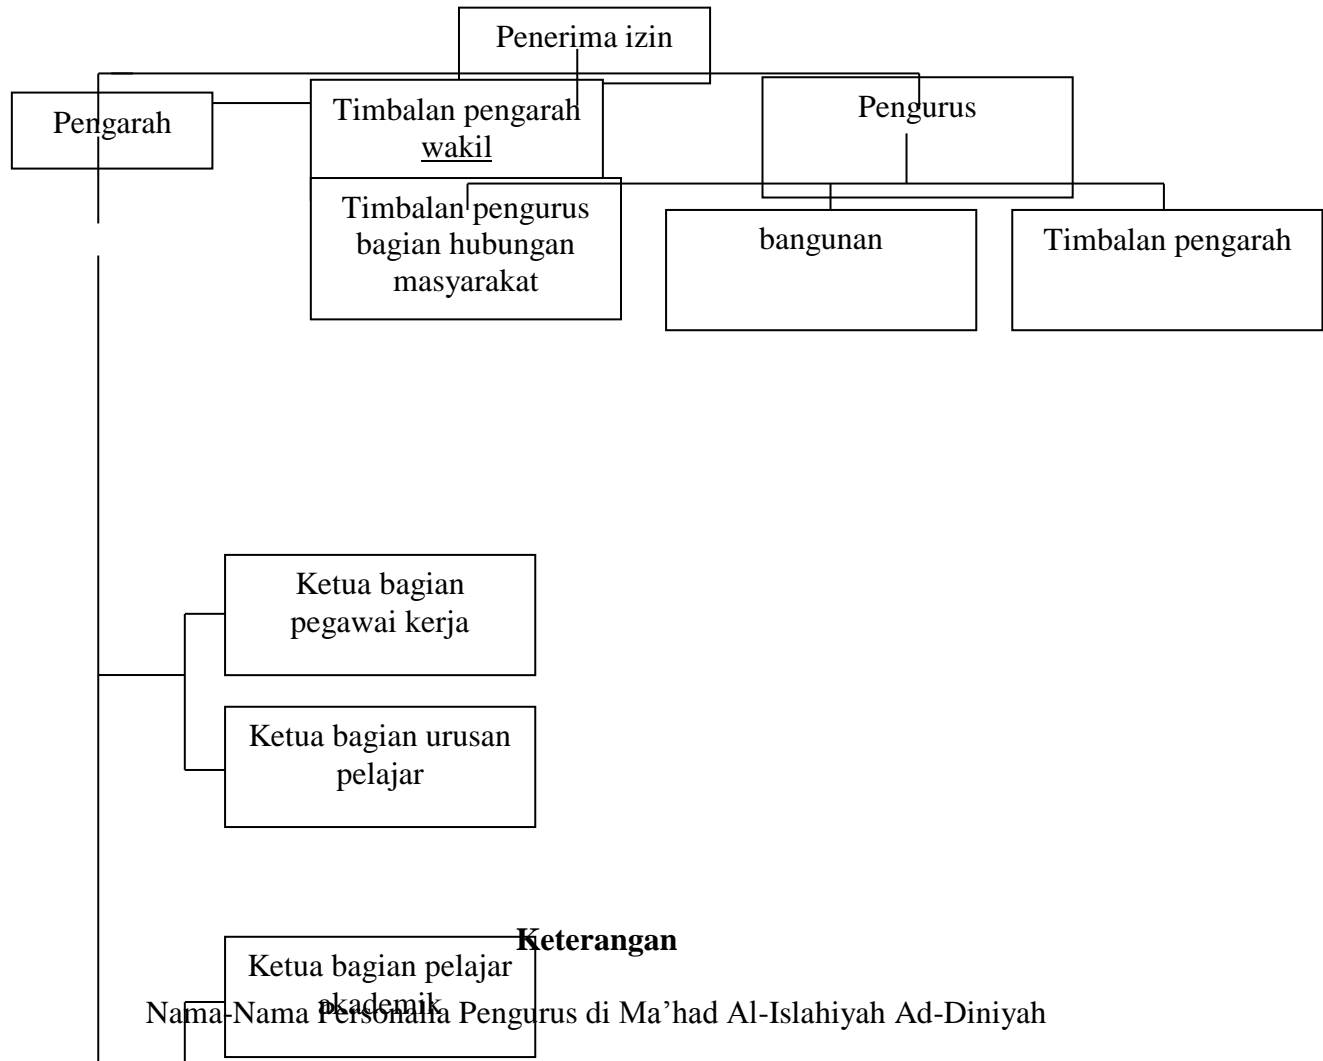 Penerima izin
Pengarah
Timbalan pengarah
wakil
Pengurus
Timbalan pengurus
bagian hubungan
masyarakat
bangunan
Timbalan pengarah
Ketua bagian
pegawai kerja
Ketua bagian urusan
pelajar
Keterangan
Ketua bagian pelajar
akademik
Nama-Nama Personalia Pengurus di Ma’had Al-Islahiyah Ad-Diniyah